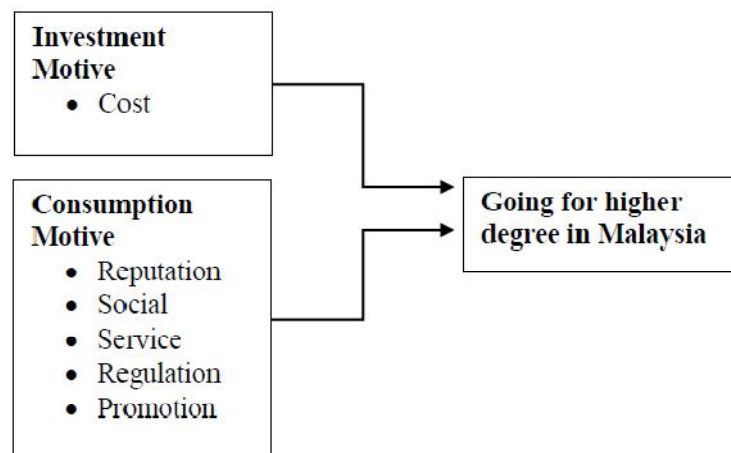 Investment
Motive
• Cost
Consumption
Motive
• Reputation
• Social
• Service
• Regulation
• Promotion
Going for higher
degree in Malaysia